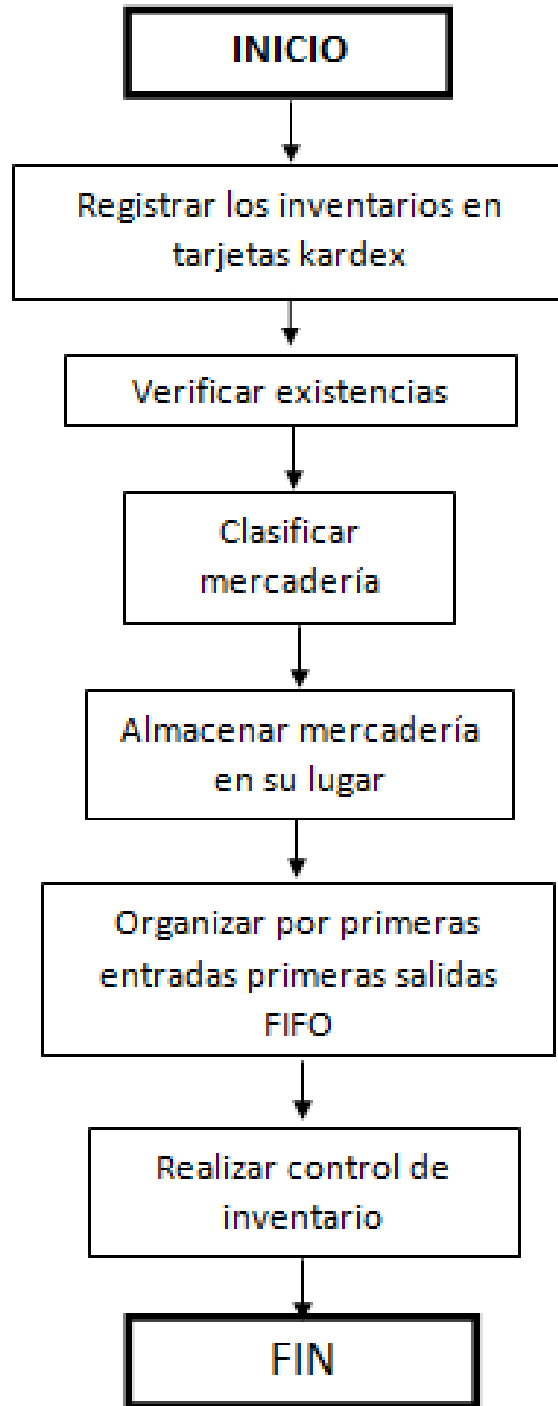 INICIO
Registrar los inventarios en
tarjetas kardex
Verificar existencias
Clasificar
mercadería
Almacenar mercadería
en su lugar
Organizar por primeras
entradas primeras salidas
FIFO
Realizar control de
inventario
FIN